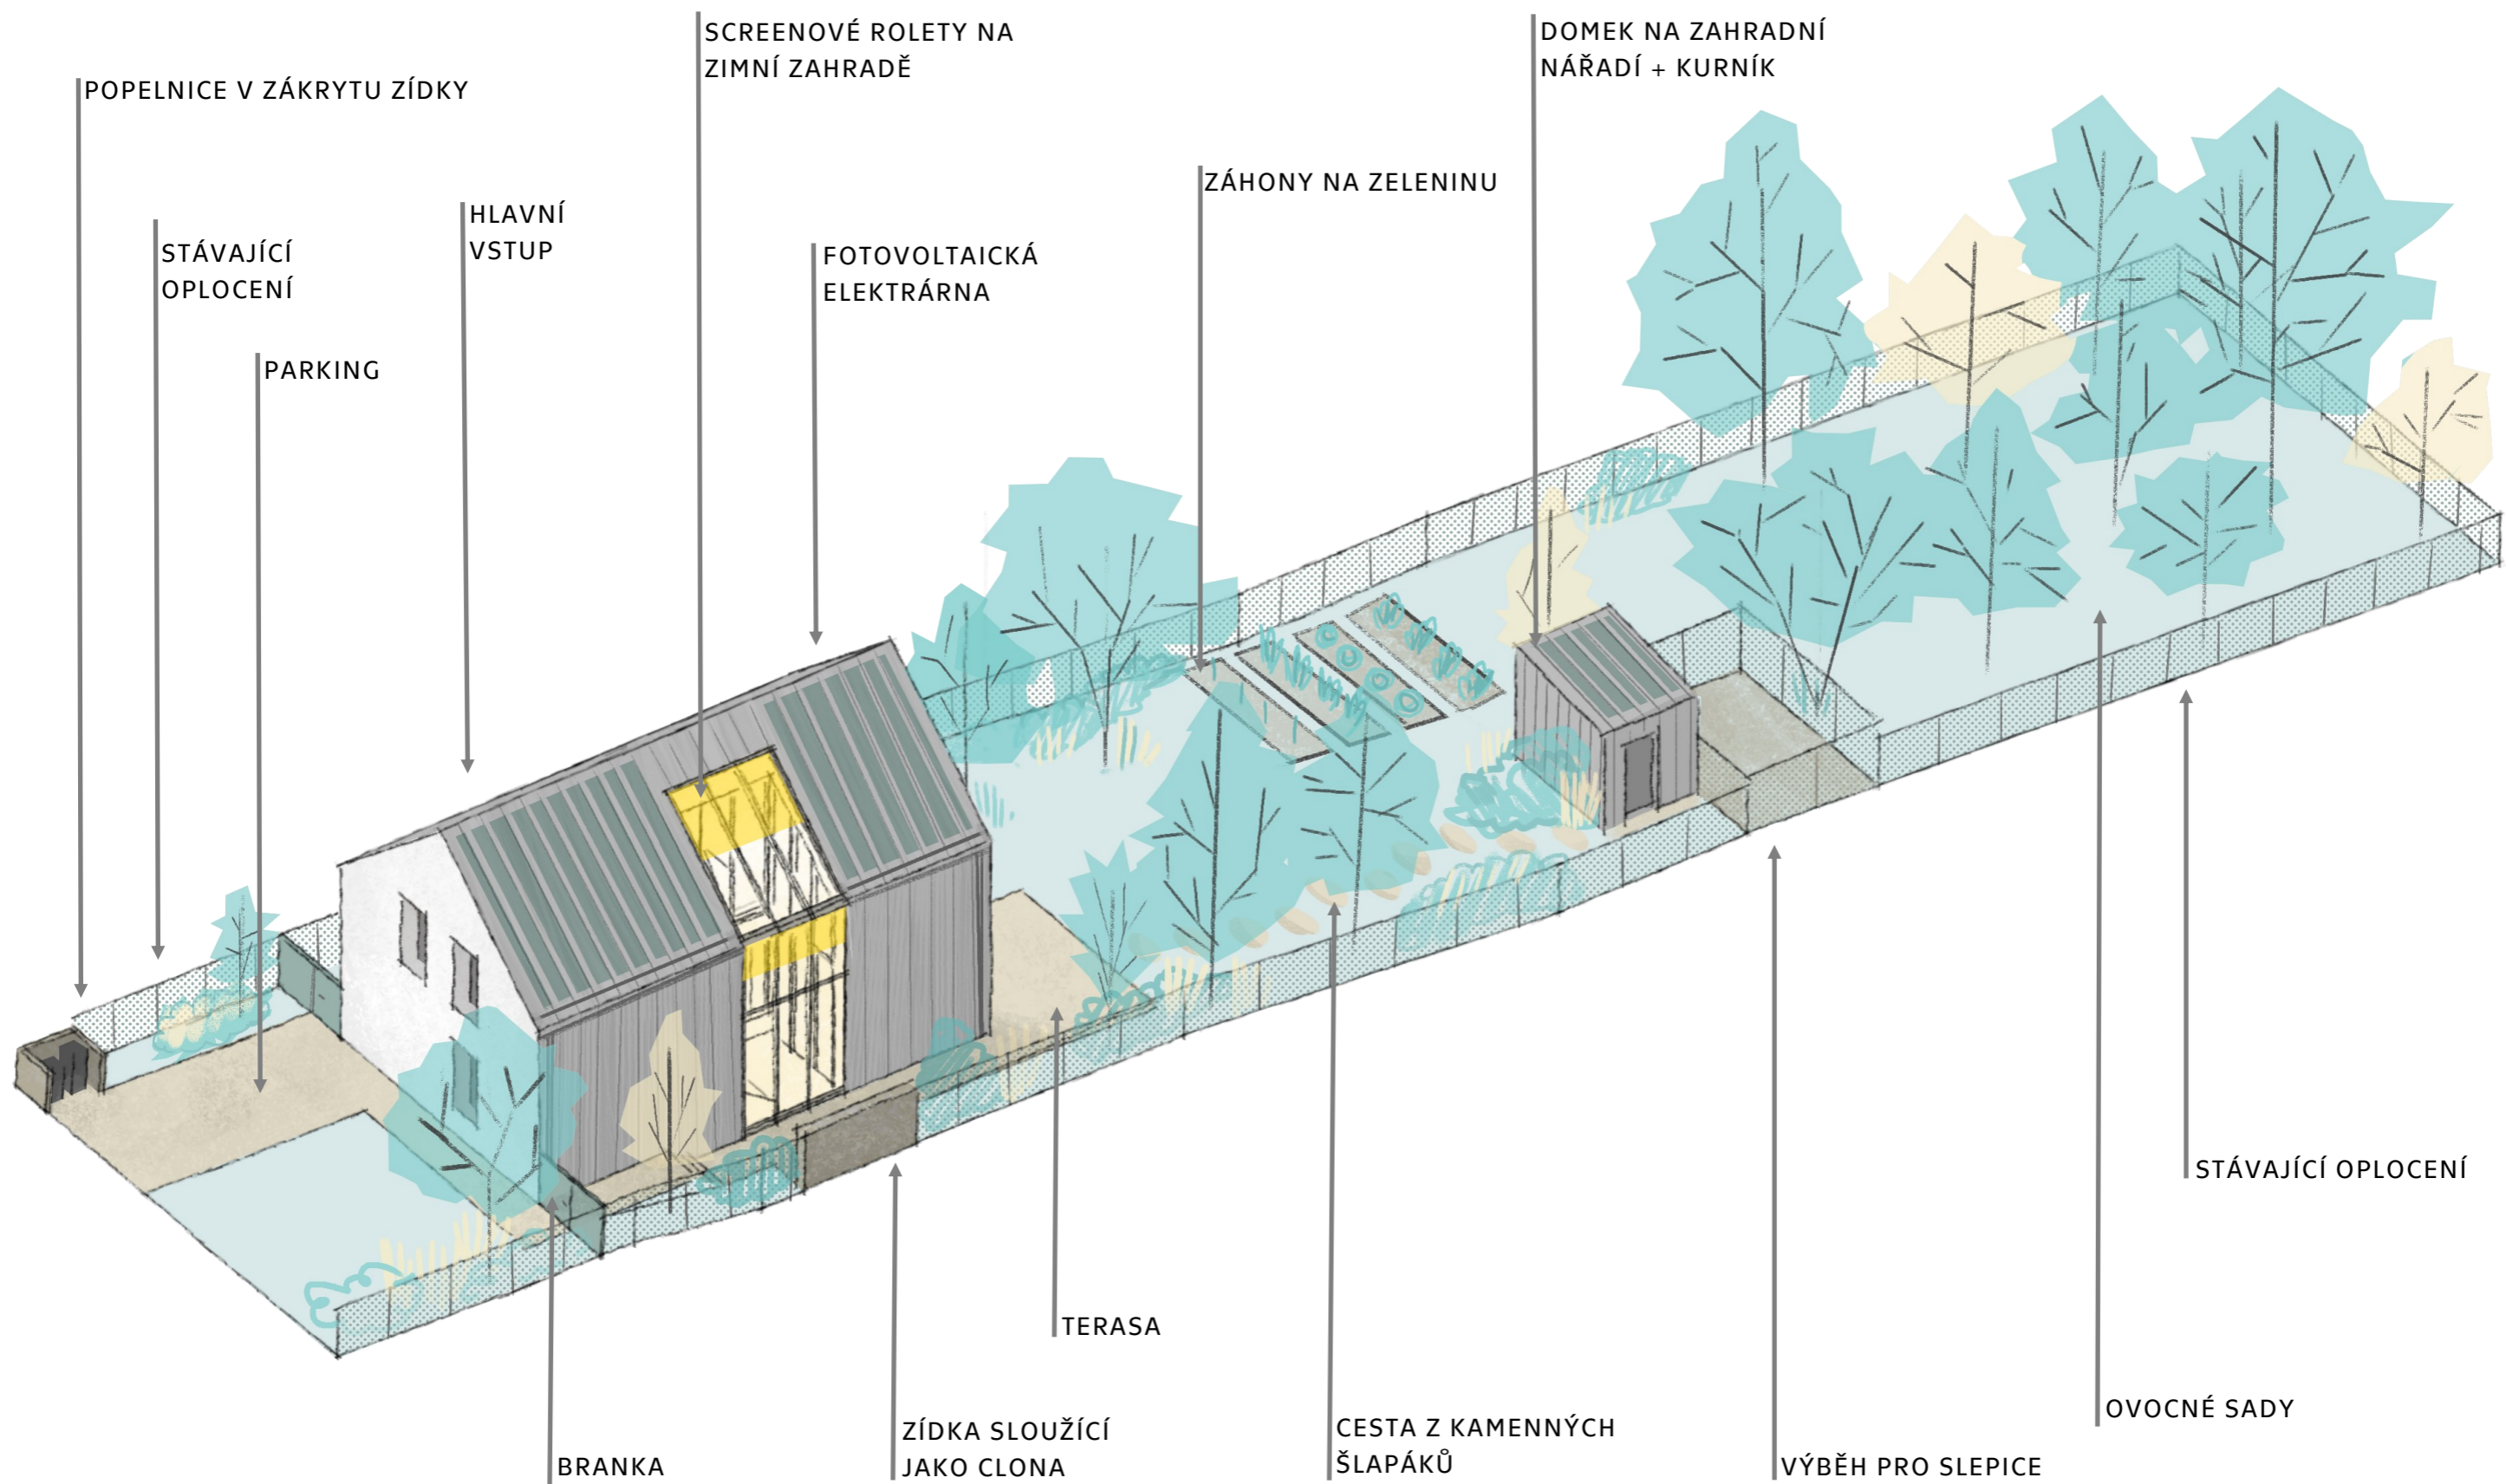 SCREENOVÉ ROLETY NA
ZIMNÍ ZAHRADĚ
DOMEK NA ZAHRADNÍ
NÁŘADÍ + KURNÍK
POPELNICE V ZÁKRYTU ZÍDKY
ZÁHONY NA ZELENINU
HLAVNÍ
VSTUP
STÁVAJÍCÍ
OPLOCENÍ
FOTOVOLTAICKÁ
ELEKTRÁRNA
PARKING
STÁVAJÍCÍ OPLOCENÍ
TERASA
OVOCNÉ SADY
ZÍDKA SLOUŽÍCÍ
JAKO CLONA
CESTA Z KAMENNÝCH
ŠLAPÁKŮ
BRANKA
VÝBĚH PRO SLEPICE